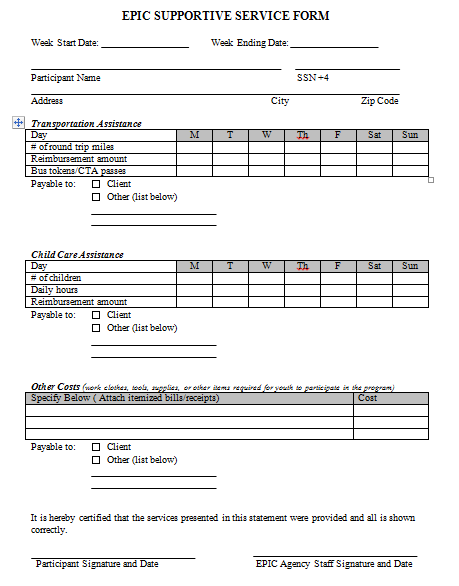 EPIC SUPPORTIVE SERVICE FORM
Week Start Date: Week Ending Date:
Participant Name SSN +4
Address City Zip Code
Transportation Assistance
Day M T W Th F Sat Sun
# of round trip miles
Reimbursement amount
Bus tokens/CTA passes
Payable to: Client
Other (list below)
Child Care Assistance
Day M T W Th F Sat Sun
# of children
Daily hours
Reimbursement amount
Payable to: Client
Other (list below)
Other Costs (work clothes, tools, supplies, or other items required for youth to participate in the program)
Specify Below ( Attach itemized bills/receipts) Cost
Payable to: Client
Other (list below)
It is hereby certified that the services presented in this statement were provided and all is shown
correctly.
Participant Signature and Date EPIC Agency Staff Signature and Date